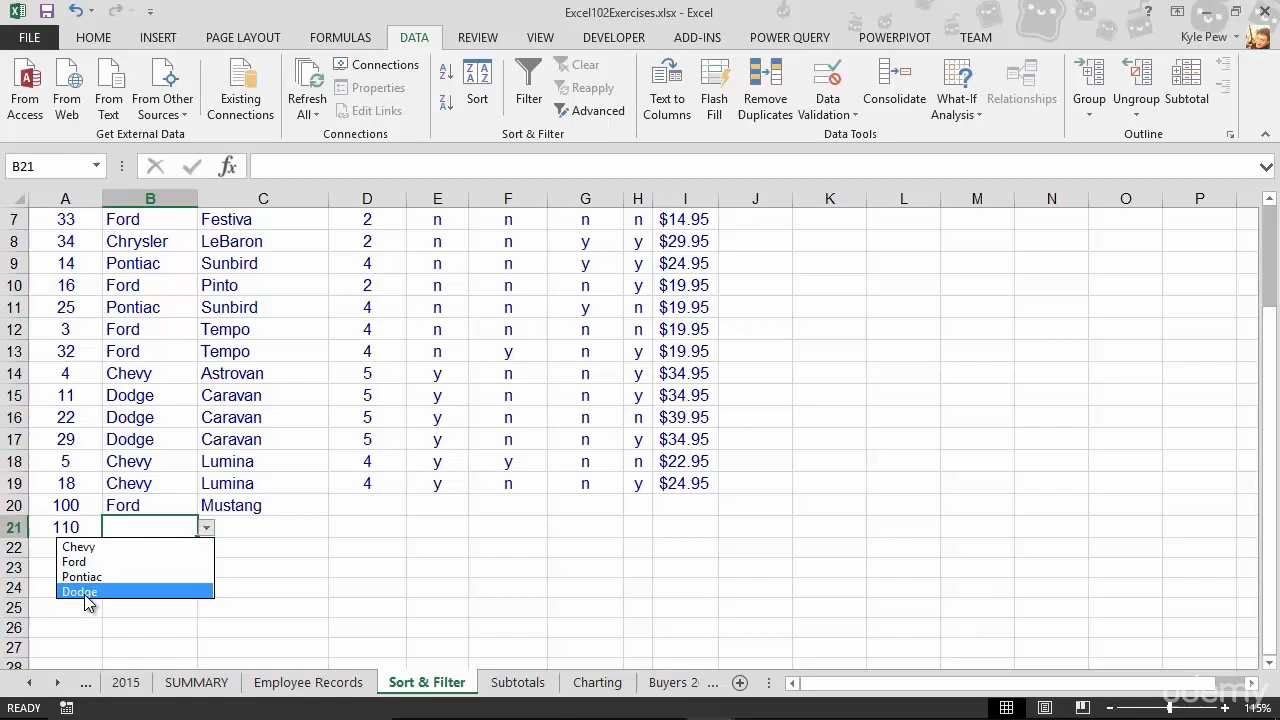 Excel102Exercises.xlsx - Excel
FILE HOME INSERT PAGE LAYOUT FORMULAS DATA REVIEW VIEW DEVELOPER ADD-INS POWER QUERY POWERPIVOT TEAM Kyle Pew
From Access
From Web
From Text
From Other Sources
Existing Connections
Get External Data
Refresh All
Connections
Properties
Edit Links
Connections
Sort
Filter
Clear
Reapply
Advanced
Sort & Filter
Text to Columns
Flash Fill
Remove Duplicates
Data Validation
Consolidate
What-If Analysis
Relationships
Data Tools
Group
Ungroup
Subtotal
Outline
B21 fx
A B C D E F G H I J K L M N O P
7 33 Ford Festiva 2 n n n n $14.95
8 34 Chrysler LeBaron 2 n n y y $29.95
9 14 Pontiac Sunbird 4 n n y y $24.95
10 16 Ford Pinto 2 n n n y $19.95
11 25 Pontiac Sunbird 4 n n y n $19.95
12 3 Ford Tempo 4 n n n n $19.95
13 32 Ford Tempo 4 n y n y $19.95
14 4 Chevy Astrovan 5 y n n y $34.95
15 11 Dodge Caravan 5 y n n y $34.95
16 22 Dodge Caravan 5 y n n y $39.95
17 29 Dodge Caravan 5 y n n y $34.95
18 5 Chevy Lumina 4 y y n n $22.95
19 18 Chevy Lumina 4 y n n y $24.95
20 100 Ford Mustang
21 110
22
23
24
25
26
27
28
Chevy
Ford
Pontiac
Dodge
... 2015 SUMMARY Employee Records Sort & Filter Subtotals Charting Buyers 2 ...
READY 115%
udemy